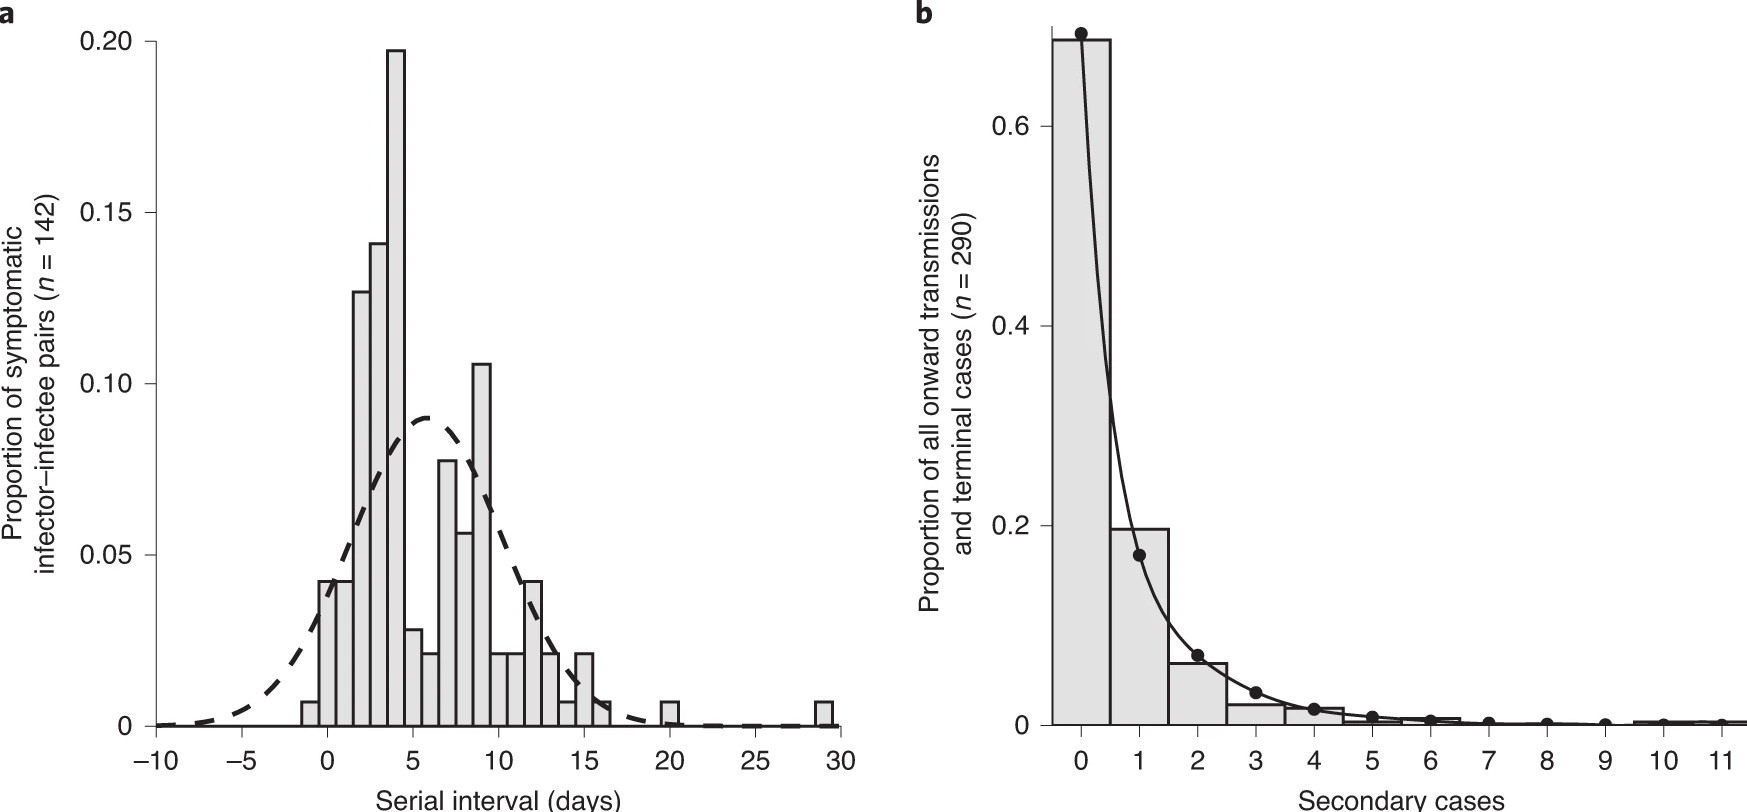 a
0.20
0.15
0.10
0.05
0
Proportion of symptomatic
infector–infectee pairs (n = 142)
–10 –5 0 5 10 15 20 25 30
Serial interval (days)
b
0.6
0.4
0.2
0
Proportion of all onward transmissions
and terminal cases (n = 290)
0 1 2 3 4 5 6 7 8 9 10 11
Secondary cases